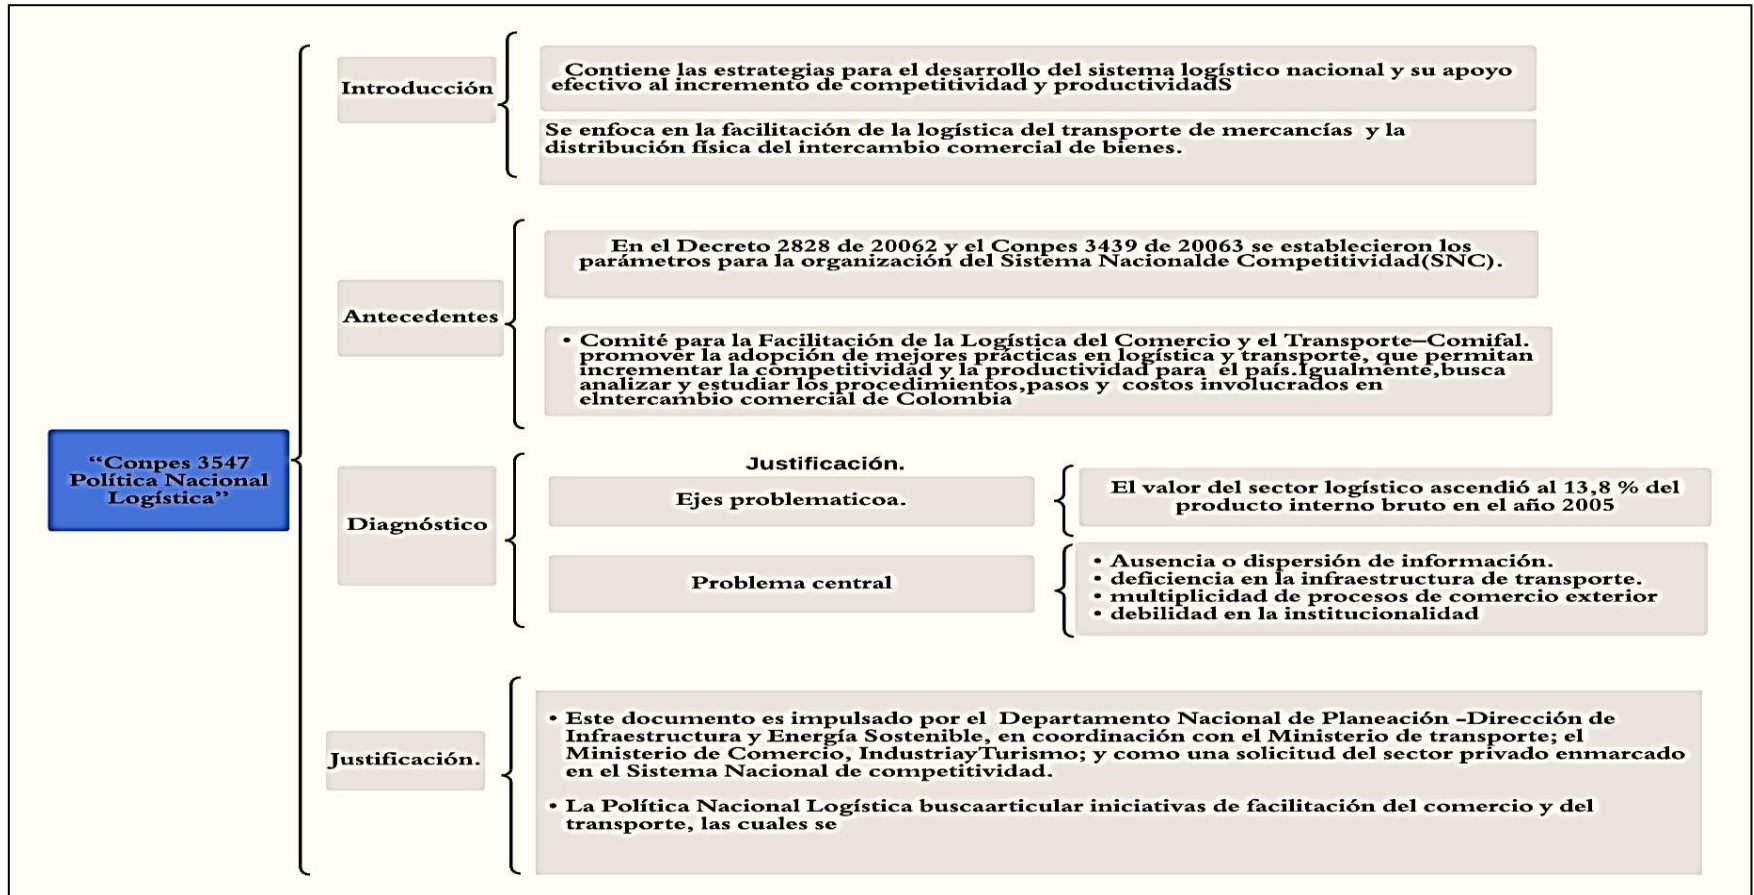 “Conpes 3547
Política Nacional
Logística”
Introducción
Contiene las estrategias para el desarrollo del sistema logístico nacional y su apoyo
efectivo al incremento de competitividad y productividadS
Se enfoca en la facilitación de la logística del transporte de mercancías y la
distribución física del intercambio comercial de bienes.
Antecedentes
En el Decreto 2828 de 20062 y el Conpes 3439 de 20063 se establecieron los
parámetros para la organización del Sistema Nacionalde Competitividad(SNC).
• Comité para la Facilitación de la Logística del Comercio y el Transporte–Comifal.
promover la adopción de mejores prácticas en logística y transporte, que permitan
incrementar la competitividad y la productividad para el país.Igualmente,busca
analizar y estudiar los procedimientos,pasos y costos involucrados en
elntercambio comercial de Colombia
Diagnóstico
Justificación.
Ejes problematicoa.
El valor del sector logístico ascendió al 13,8 % del
producto interno bruto en el año 2005
Problema central
• Ausencia o dispersión de información.
• deficiencia en la infraestructura de transporte.
• multiplicidad de procesos de comercio exterior
• debilidad en la institucionalidad
Justificación.
• Este documento es impulsado por el Departamento Nacional de Planeación -Dirección de
Infraestructura y Energía Sostenible, en coordinación con el Ministerio de transporte; el
Ministerio de Comercio, IndustriayTurismo; y como una solicitud del sector privado enmarcado
en el Sistema Nacional de competitividad.
• La Política Nacional Logística buscaarticular iniciativas de facilitación del comercio y del
transporte, las cuales se